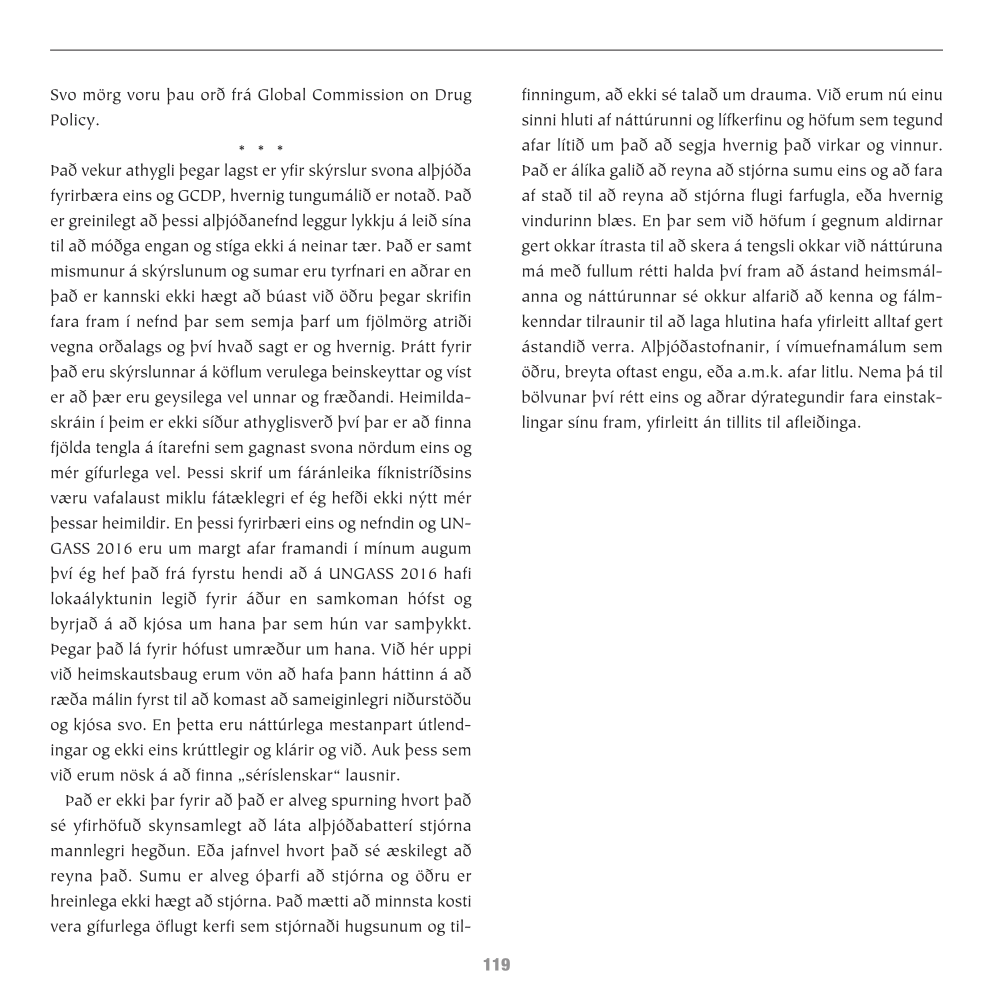 Svo mörg voru þau orð frá Global Commission on Drug
Policy.
* * *
Það vekur athygli þegar lagst er yfir skýrslur svona alþjóða
fyrirbæra eins og GCDP, hvernig tungumálið er notað. Það
er greinilegt að þessi alþjóðanefnd leggur lykkju á leið sína
til að móðga engan og stíga ekki á neinar tær. Það er samt
mismunur á skýrslunum og sumar eru tyrfnari en aðrar en
það er kannski ekki hægt að búast við öðru þegar skrifin
fara fram í nefnd þar sem semja þarf um fjölmörg atriði
vegna orðalags og því hvað sagt er og hvernig. Þrátt fyrir
það eru skýrslunnar á köflum verulega beinskeyttar og víst
er að þær eru geysilega vel unnar og fræðandi. Heimilda-
skráin í þeim er ekki síður athyglisverð því þar er að finna
fjölda tengla á ítarefni sem gagnast svona nördum eins og
mér gífurlega vel. Þessi skrif um fáránleika fíknistríðsins
væru vafalaust miklu fátæklegri ef ég hefði ekki nýtt mér
þessar heimildir. En þessi fyrirbæri eins og nefndin og UN-
GASS 2016 eru um margt afar framandi í mínum augum
því ég hef það frá fyrstu hendi að á UNGASS 2016 hafi
lokaályktunin legið fyrir áður en samkoman hófst og
byrjað á að kjósa um hana þar sem hún var samþykkt.
Þegar það lá fyrir hófust umræður um hana. Við hér uppi
við heimskautsbaug erum vön að hafa þann háttinn á að
ræða málin fyrst til að komast að sameiginlegri niðurstöðu
og kjósa svo. En þetta eru náttúrlega mestanpart útlend-
ingar og ekki eins krúttlegir og klárir og við. Auk þess sem
við erum nösk á að finna „séríslenskar“ lausnir.
Það er ekki þar fyrir að það er alveg spurning hvort það
sé yfirhöfuð skynsamlegt að láta alþjóðabatterí stjórna
mannlegri hegðun. Eða jafnvel hvort það sé æskilegt að
reyna það. Sumu er alveg óþarfi að stjórna og öðru er
hreinlega ekki hægt að stjórna. Það mætti að minnsta kosti
vera gífurlega öflugt kerfi sem stjórnaði hugsunum og til-
finningum, að ekki sé talað um drauma. Við erum nú einu
sinni hluti af náttúrunni og lífkerfinu og höfum sem tegund
afar lítið um það að segja hvernig það virkar og vinnur.
Það er álíka galið að reyna að stjórna sumu eins og að fara
af stað til að reyna að stjórna flugi farfugla, eða hvernig
vindurinn blæs. En þar sem við höfum í gegnum aldirnar
gert okkar ítrasta til að skera á tengsli okkar við náttúruna
má með fullum rétti halda því fram að ástand heimsmál-
anna og náttúrunnar sé okkur alfarið að kenna og fálm-
kenndar tilraunir til að laga hlutina hafa yfirleitt alltaf gert
ástandið verra. Alþjóðastofnanir, í vímuefnamálum sem
öðru, breyta oftast engu, eða a.m.k. afar litlu. Nema þá til
bölvunar því rétt eins og aðrar dýrategundir fara einstak-
lingar sínu fram, yfirleitt án tillits til afleiðinga.
119